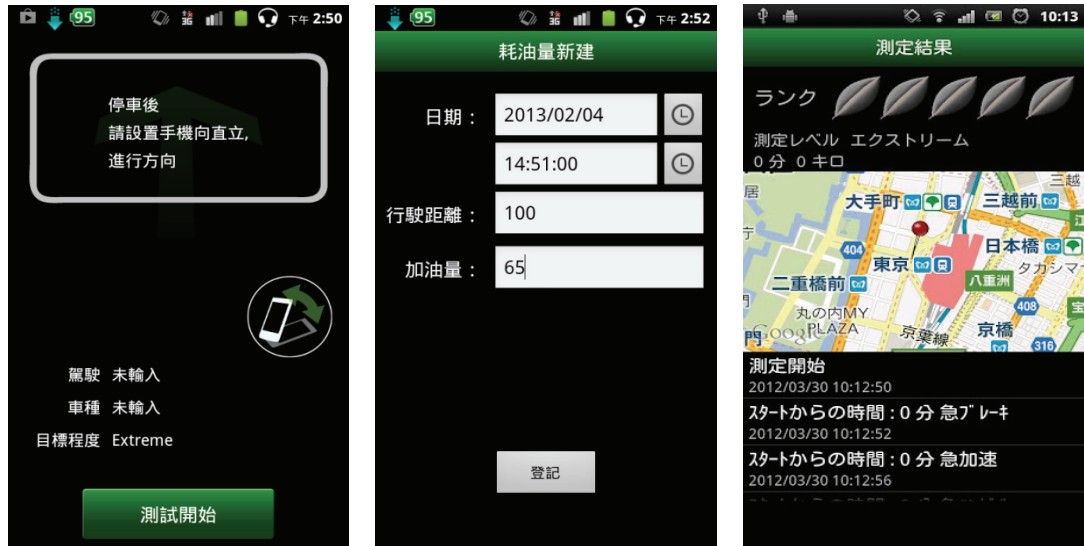 95
3G
下午 2:50
停車後
請設置手機向直立,
進行方向
駕駛 未輸入
車種 未輸入
目標程度 Extreme
測試開始
95
3G
下午 2:52
耗油量新建
日期：
2013/02/04
14:51:00
行駛距離：
100
加油量：
65
登記
10:13
測定結果
ランク
測定レベル エクストリーム
0 分 0 キロ
三越
大手町
三越前
江
404
日本橋
東京
タカシマ
二重橋前
八重洲
408
宝
丸の内MY
PLAZA
京葉線
京橋
門
Google
316
測定開始
2012/03/30 10:12:50
ｽﾀｰﾄからの時間 : 0 分 急ﾌﾞﾚｰｷ
2012/03/30 10:12:52
ｽﾀｰﾄからの時間 : 0 分 急加速
2012/03/30 10:12:56